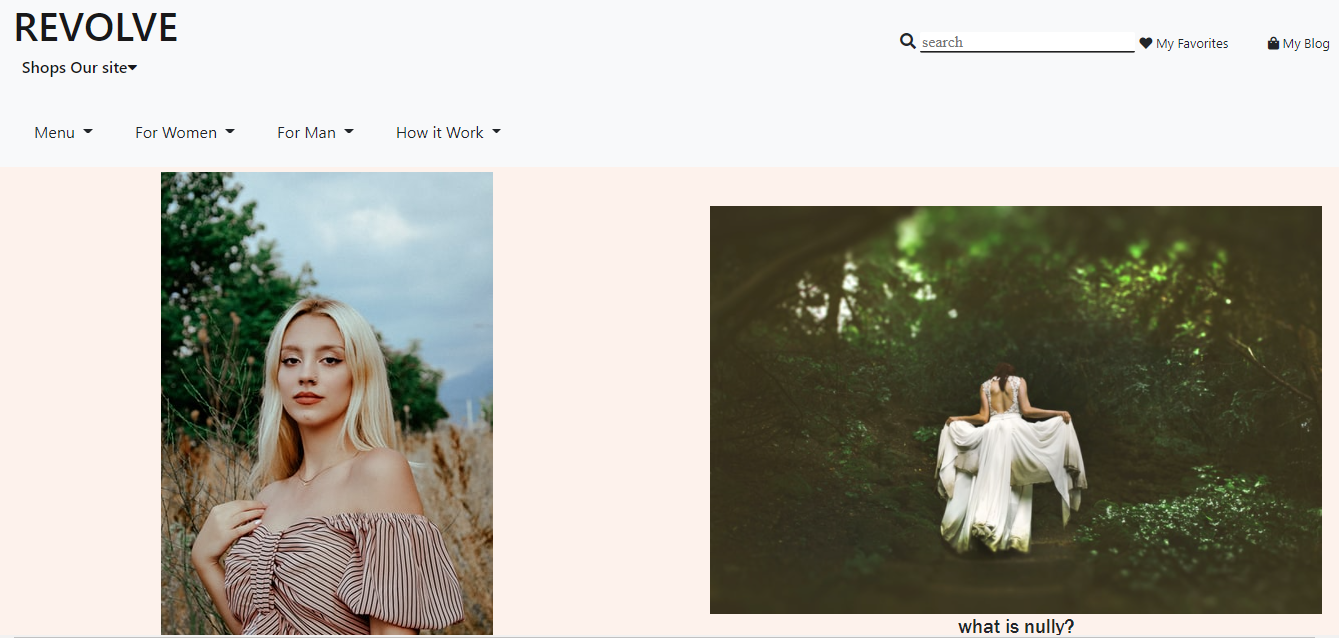 REVOLVE
Shops Our site
search
My Favorites
My Blog
Menu
For Women
For Man
How it Work
what is nully?